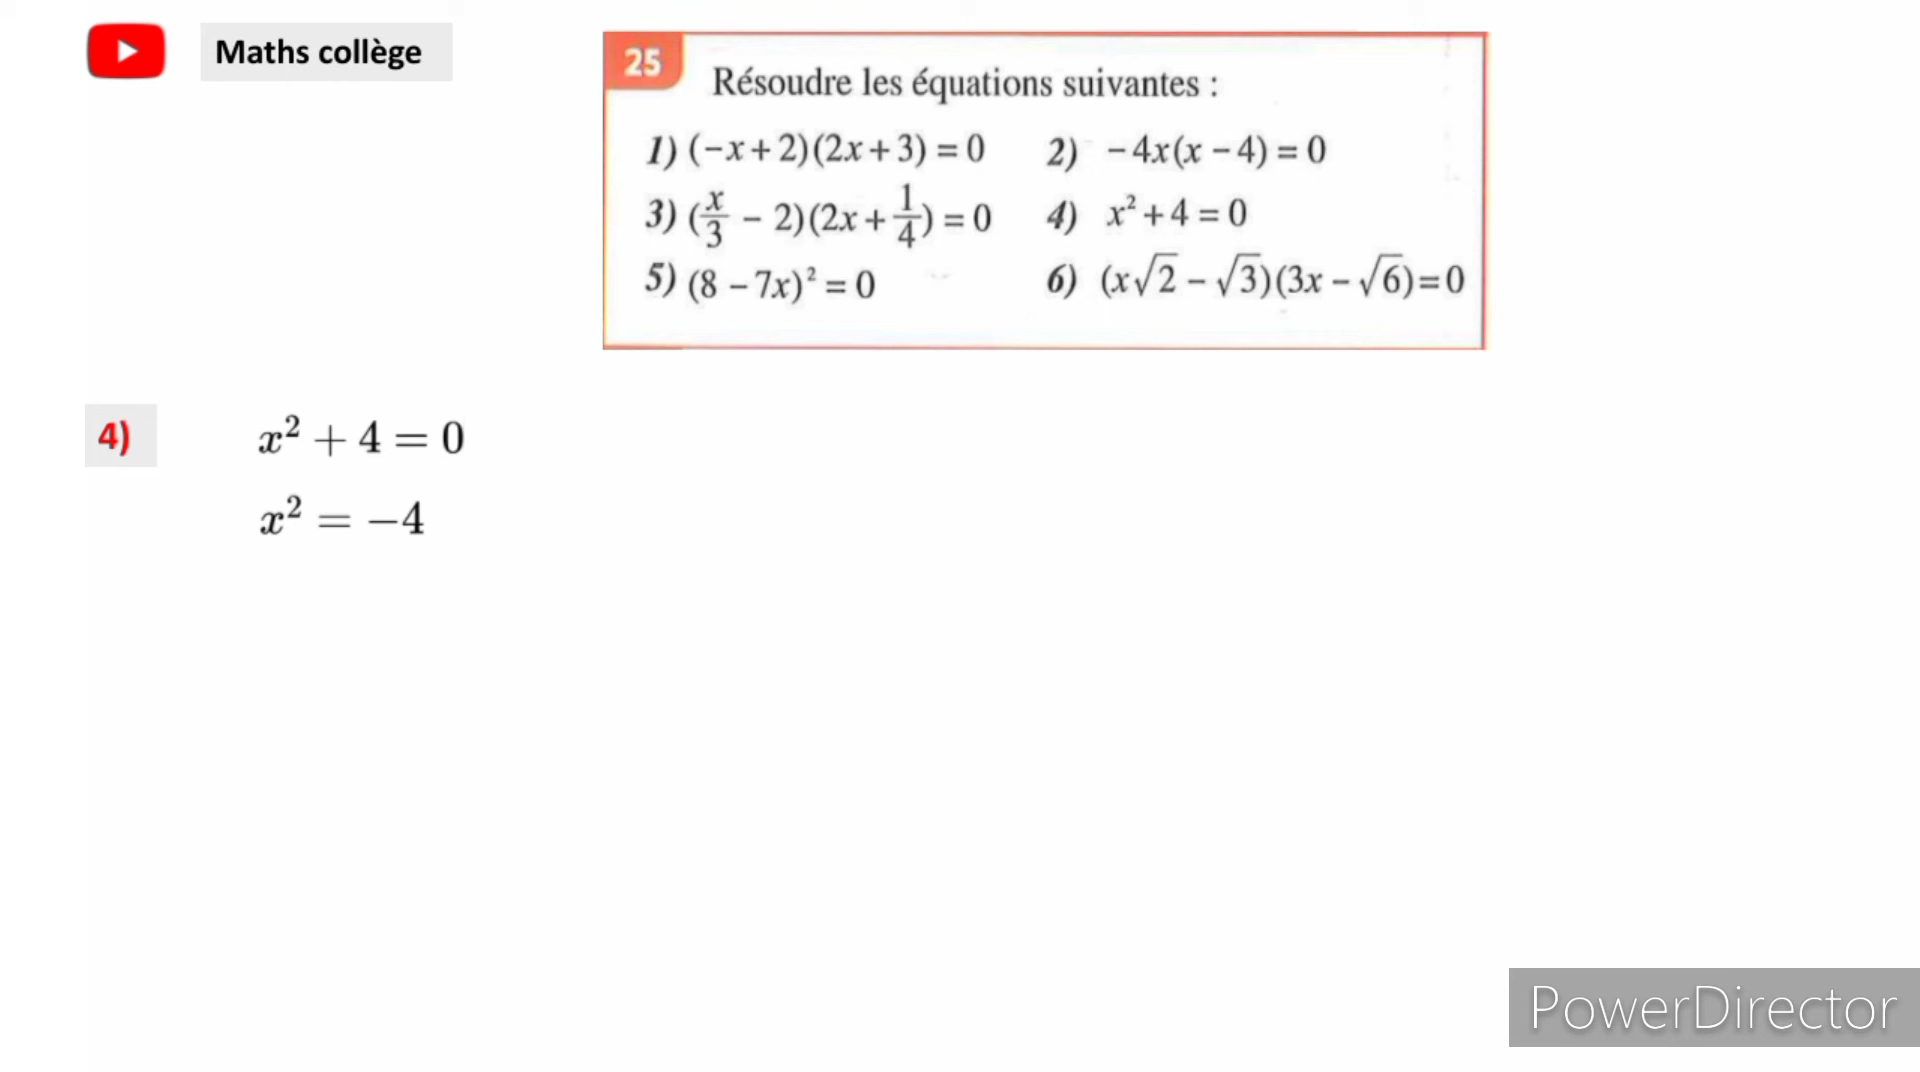 Maths collège
25
Résoudre les équations suivantes :
1) (−x + 2)(2x + 3) = 0 2) − 4x(x − 4) = 0
3) (x/3 − 2)(2x + 1/4) = 0 4) x² + 4 = 0
5) (8 − 7x)² = 0 6) (x√2 − √3)(3x − √6)=0
4) x² + 4 = 0
x² = −4
PowerDirector